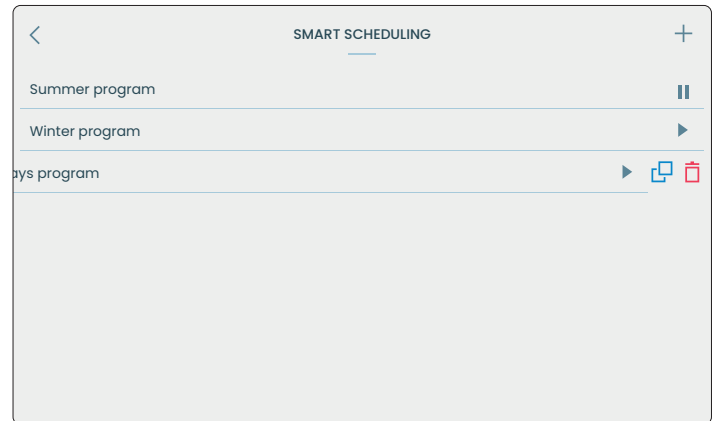 SMART SCHEDULING
Summer program
Winter program
ays program